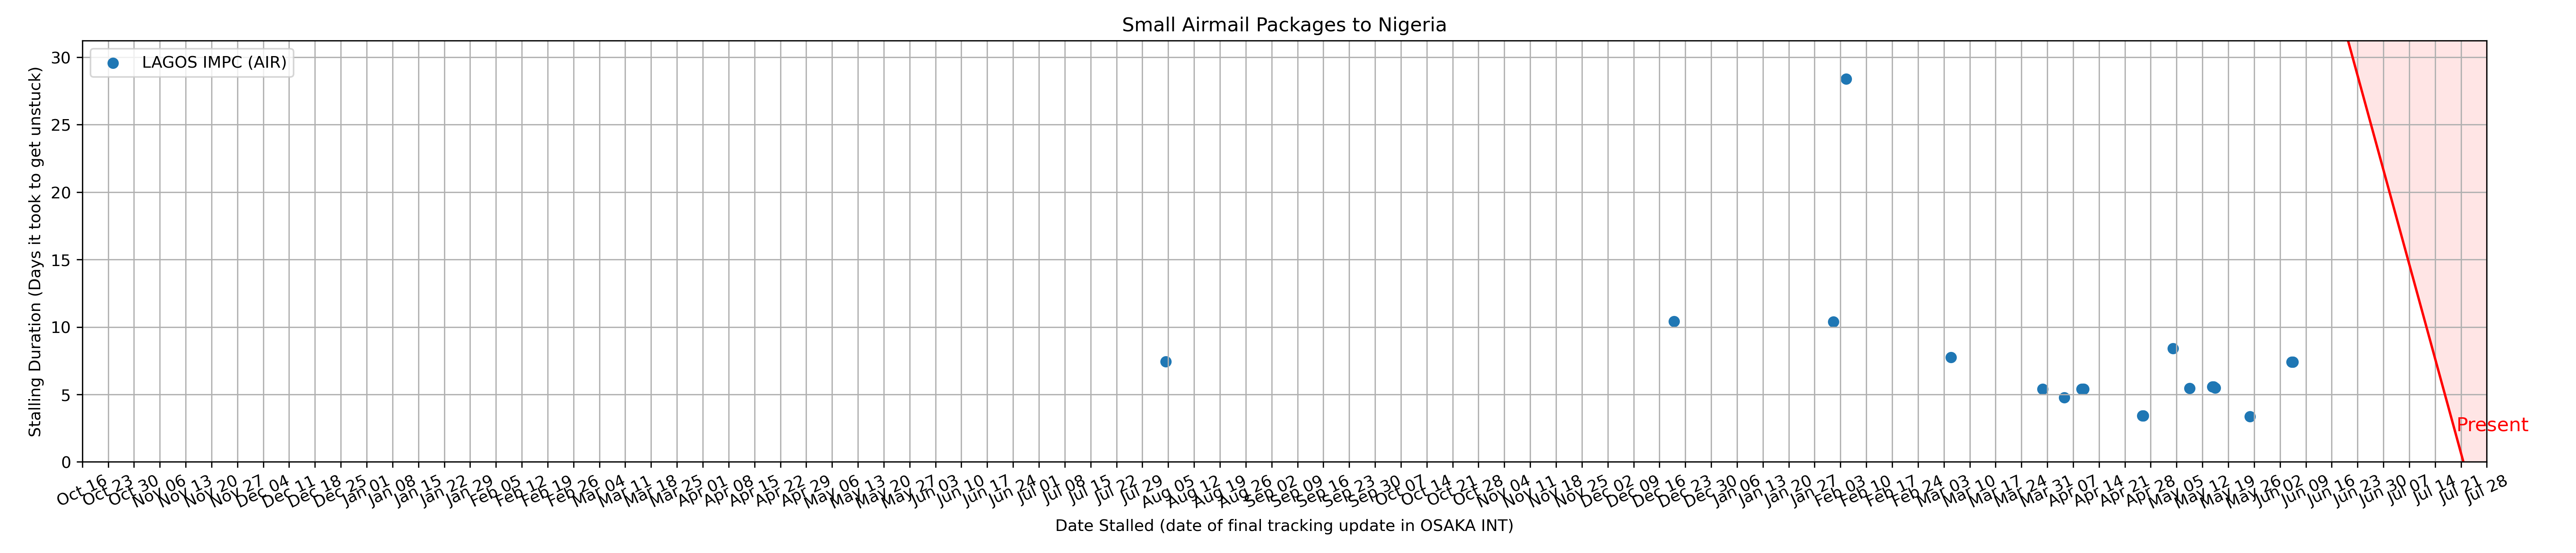 Small Airmail Packages to Nigeria
LAGOS IMPC (AIR)
Stalling Duration (Days it took to get unstuck)
30
25
20
15
10
5
0
Present
Oct 16 Oct 23 Oct 30 Nov 06 Nov 13 Nov 20 Nov 27 Dec 04 Dec 11 Dec 18 Dec 25 Jan 01 Jan 08 Jan 15 Jan 22 Jan 29 Feb 05 Feb 12 Feb 19 Feb 26 Mar 04 Mar 11 Mar 18 Mar 25 Apr 01 Apr 08 Apr 15 Apr 22 Apr 29 May 06 May 13 May 20 May 27 Jun 03 Jun 10 Jun 17 Jun 24 Jul 01 Jul 08 Jul 15 Jul 22 Jul 29 Aug 05 Aug 12 Aug 19 Aug 26 Sep 02 Sep 09 Sep 16 Sep 23 Sep 30 Oct 07 Oct 14 Oct 21 Oct 28 Nov 04 Nov 11 Nov 18 Nov 25 Dec 02 Dec 09 Dec 16 Dec 23 Dec 30 Jan 06 Jan 13 Jan 20 Jan 27 Feb 03 Feb 10 Feb 17 Feb 24 Mar 03 Mar 10 Mar 17 Mar 24 Mar 31 Apr 07 Apr 14 Apr 21 Apr 28 May 05 May 12 May 19 May 26 Jun 02 Jun 09 Jun 16 Jun 23 Jun 30 Jul 07 Jul 14 Jul 21 Jul 28
Date Stalled (date of final tracking update in OSAKA INT)